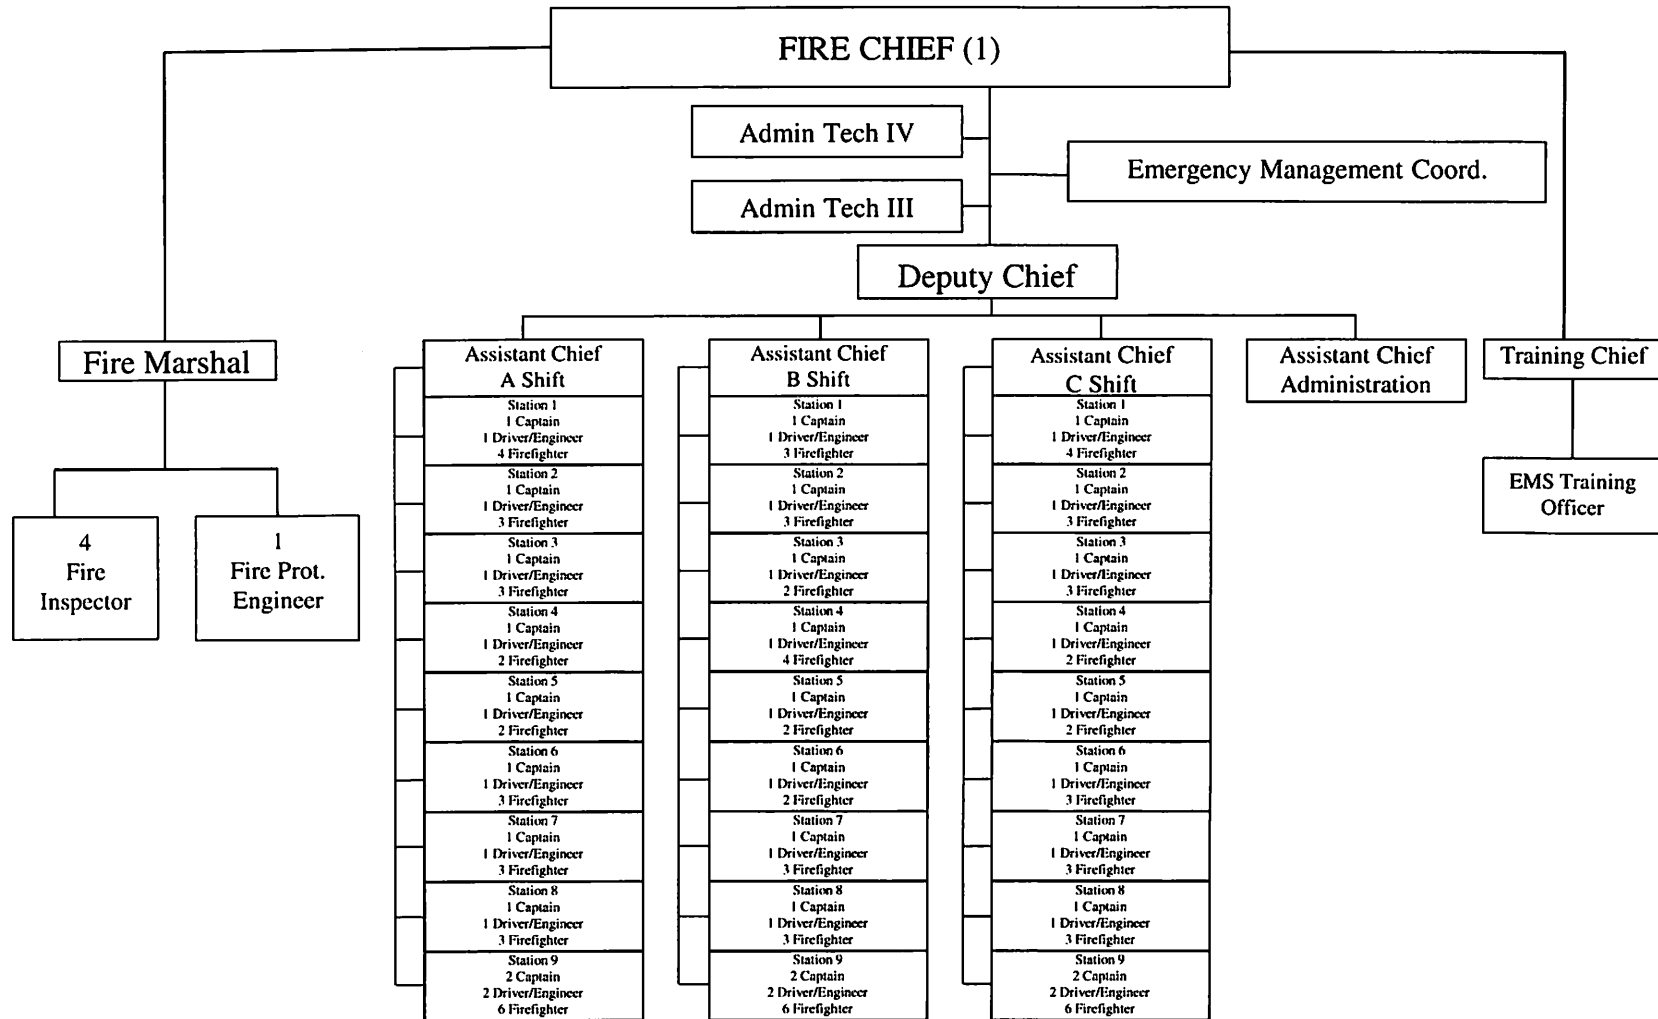 FIRE CHIEF (1)
Admin Tech IV
Emergency Management Coord.
Admin Tech III
Deputy Chief
Fire Marshal
4
Fire
Inspector
1
Fire Prot.
Engineer
Assistant Chief
A Shift
Station 1
1 Captain
1 Driver/Engineer
4 Firefighter
Station 2
1 Captain
1 Driver/Engineer
3 Firefighter
Station 3
1 Captain
1 Driver/Engineer
3 Firefighter
Station 4
1 Captain
1 Driver/Engineer
2 Firefighter
Station 5
1 Captain
1 Driver/Engineer
2 Firefighter
Station 6
1 Captain
1 Driver/Engineer
3 Firefighter
Station 7
1 Captain
1 Driver/Engineer
3 Firefighter
Station 8
1 Captain
1 Driver/Engineer
3 Firefighter
Station 9
2 Captain
2 Driver/Engineer
6 Firefighter
Assistant Chief
B Shift
Station 1
1 Captain
1 Driver/Engineer
3 Firefighter
Station 2
1 Captain
1 Driver/Engineer
3 Firefighter
Station 3
1 Captain
1 Driver/Engineer
2 Firefighter
Station 4
1 Captain
1 Driver/Engineer
4 Firefighter
Station 5
1 Captain
1 Driver/Engineer
2 Firefighter
Station 6
1 Captain
1 Driver/Engineer
2 Firefighter
Station 7
1 Captain
1 Driver/Engineer
3 Firefighter
Station 8
1 Captain
1 Driver/Engineer
3 Firefighter
Station 9
2 Captain
2 Driver/Engineer
6 Firefighter
Assistant Chief
C Shift
Station 1
1 Captain
1 Driver/Engineer
4 Firefighter
Station 2
1 Captain
1 Driver/Engineer
3 Firefighter
Station 3
1 Captain
1 Driver/Engineer
3 Firefighter
Station 4
1 Captain
1 Driver/Engineer
2 Firefighter
Station 5
1 Captain
1 Driver/Engineer
2 Firefighter
Station 6
1 Captain
1 Driver/Engineer
3 Firefighter
Station 7
1 Captain
1 Driver/Engineer
3 Firefighter
Station 8
1 Captain
1 Driver/Engineer
3 Firefighter
Station 9
2 Captain
2 Driver/Engineer
6 Firefighter
Assistant Chief
Administration
Training Chief
EMS Training
Officer